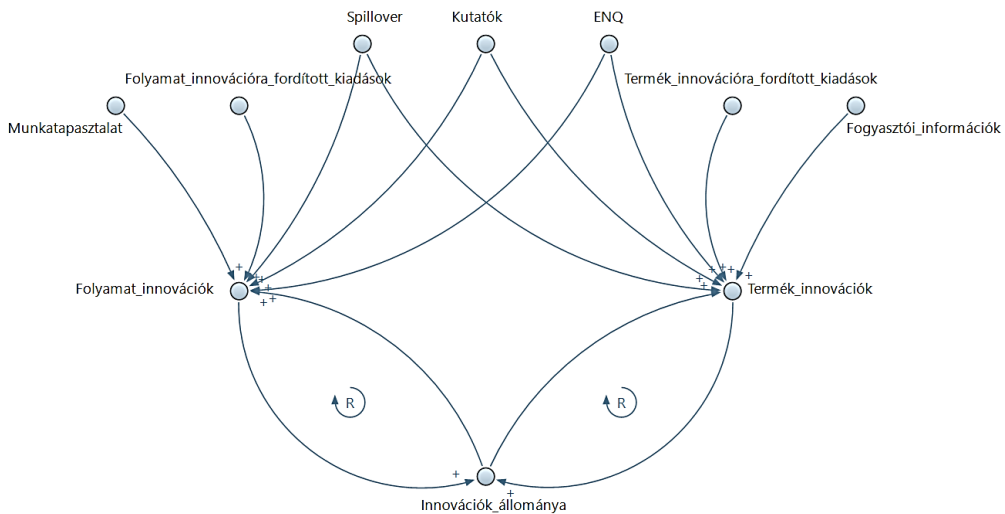 Spillover
Kutatók
ENQ
Folyamat_innovációra_fordított_kiadások
Termék_innovációra_fordított_kiadások
Munkatapasztalat
Fogyasztói_információk
+ + + + + + +
+ + + + + + +
Folyamat_innovációk
Termék_innovációk
R
R
+
+
Innovációk_állománya